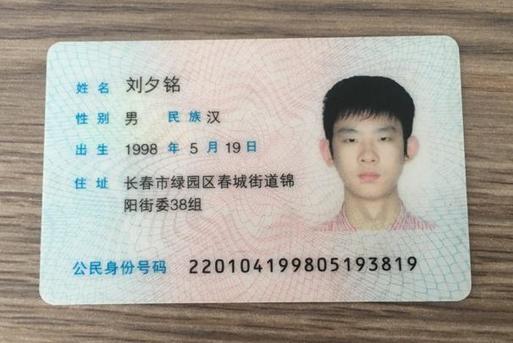 姓名 刘夕铭
性别 男 民族 汉
出生 1998 年 5 月 19 日
住址 长春市绿园区春城街道锦
阳街委38组
公民身份号码 220104199805193819